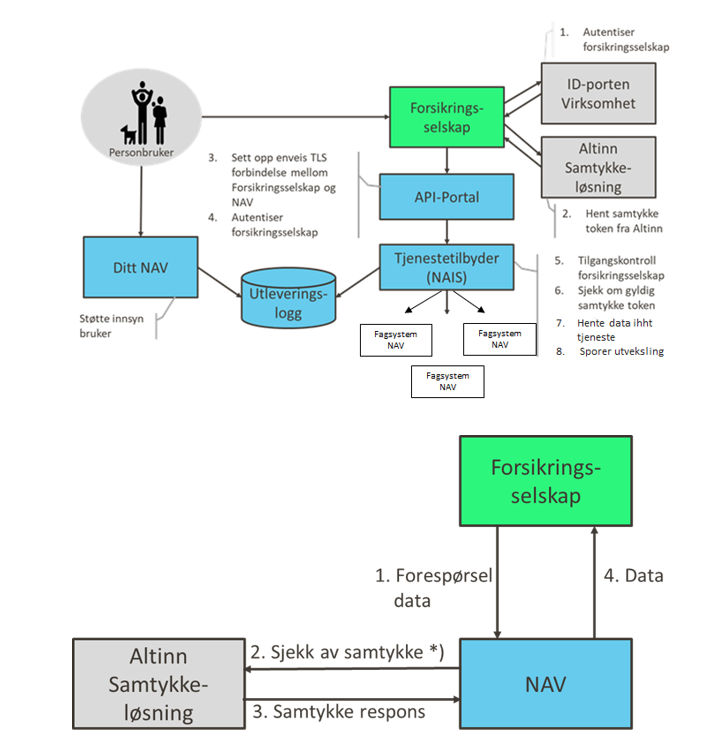 1. Autentiser
forsikringsselskap
ID-porten
Virksomhet
Forsikrings-
selskap
Personbruker
Altinn
Samtykke-
løsning
3. Sett opp enveis TLS
forbindelse mellom
Forsikringsselskap og
NAV
4. Autentiser
forsikringsselskap
API-Portal
2. Hent samtykke
token fra Altinn
Ditt NAV
Utleverings-
logg
Tjenestetilbyder
(NAIS)
5. Tilgangskontroll
forsikringsselskap
6. Sjekk om gyldig
samtykke token
7. Hente data ihht
tjeneste
8. Sporer utveksling
Støtte innsyn
bruker
Fagsystem
NAV
Fagsystem
NAV
Fagsystem
NAV
Forsikrings-
selskap
1. Forespørsel
data
4. Data
Altinn
Samtykke-
løsning
2. Sjekk av samtykke *)
3. Samtykke respons
NAV